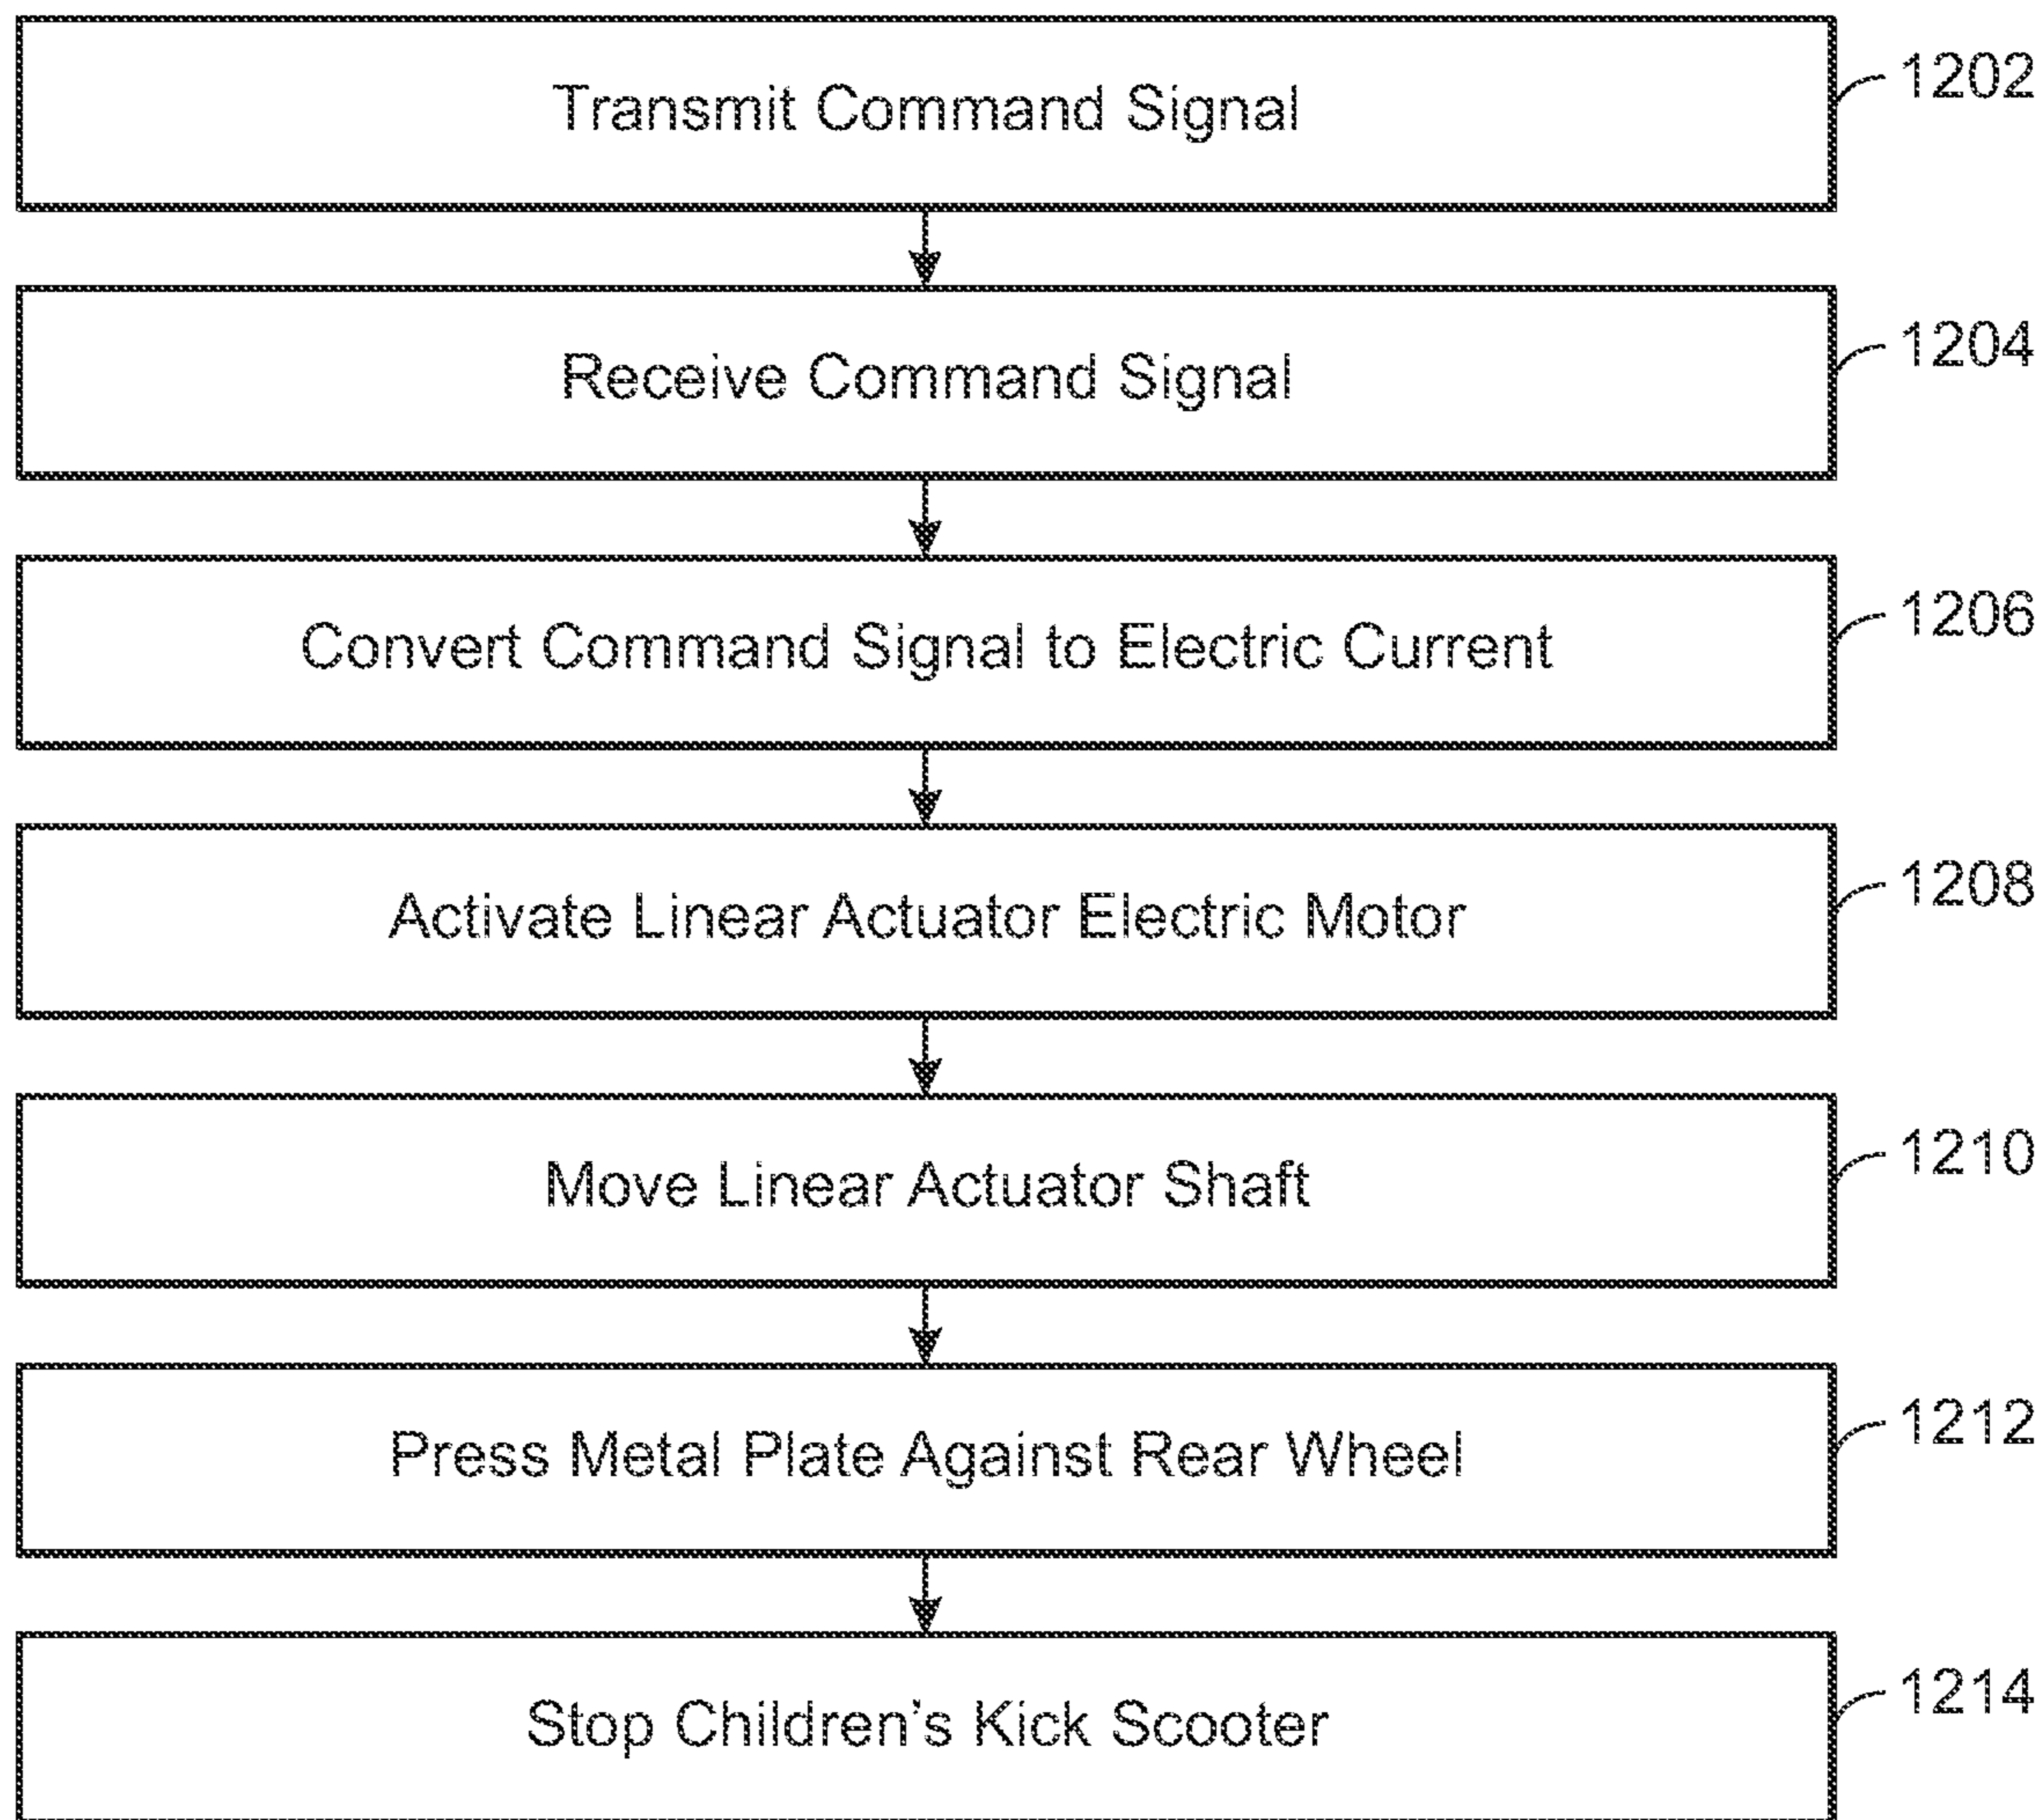 Transmit Command Signal
1202
Receive Command Signal
1204
Convert Command Signal to Electric Current
1206
Activate Linear Actuator Electric Motor
1208
Move Linear Actuator Shaft
1210
Press Metal Plate Against Rear Wheel
1212
Stop Children's Kick Scooter
1214